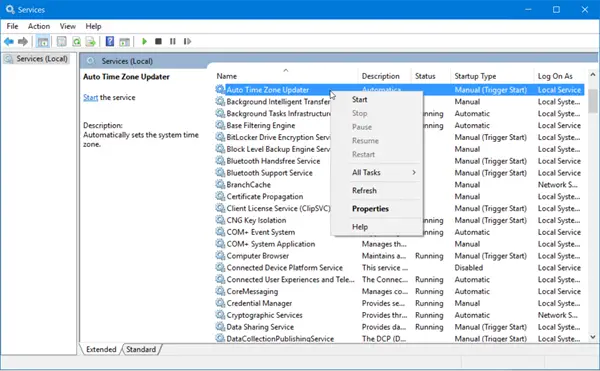 Services
File Action View Help
Services (Local)
Services (Local)
Auto Time Zone Updater
Start the service
Description:
Automatically sets the system time
zone.
Name Description Status Startup Type Log On As
Auto Time Zone Updater Automatica Manual (Trigger Start) Local Service
Background Intelligent Transfer Manual Local Syste...
Background Tasks Infrastructure Running Automatic Local Syste...
Base Filtering Engine Running Automatic Local Service
BitLocker Drive Encryption Service Manual (Trigger Start) Local Syste...
Block Level Backup Engine Service Manual Local Syste...
Bluetooth Handsfree Service Manual (Trigger Start) Local Service
Bluetooth Support Service Manual (Trigger Start) Local Service
BranchCache Manual Network S...
Certificate Propagation Manual Local Syste...
Client License Service (ClipSVC) Manual (Trigger Start) Local Syste...
CNG Key Isolation Running Manual (Trigger Start) Local Syste...
COM+ Event System Running Automatic Local Service
COM+ System Application Manages th... Manual Local Syste...
Computer Browser Maintains a... Running Manual (Trigger Start) Local Syste...
Connected Device Platform Service This service ... Disabled Local Service
Connected User Experiences and Tele... The Connec... Running Automatic Local Syste...
CoreMessaging Manages co... Running Automatic Local Service
Credential Manager Provides se... Running Manual Local Syste...
Cryptographic Services Provides thr... Running Automatic Network S...
Data Sharing Service Provides da... Running Manual (Trigger Start) Local Syste...
DataCollectionPublishingService The DCP (D... Manual (Trigger Start) Local Syste...
Start
Stop
Pause
Resume
Restart
All Tasks
Refresh
Properties
Help
Extended Standard